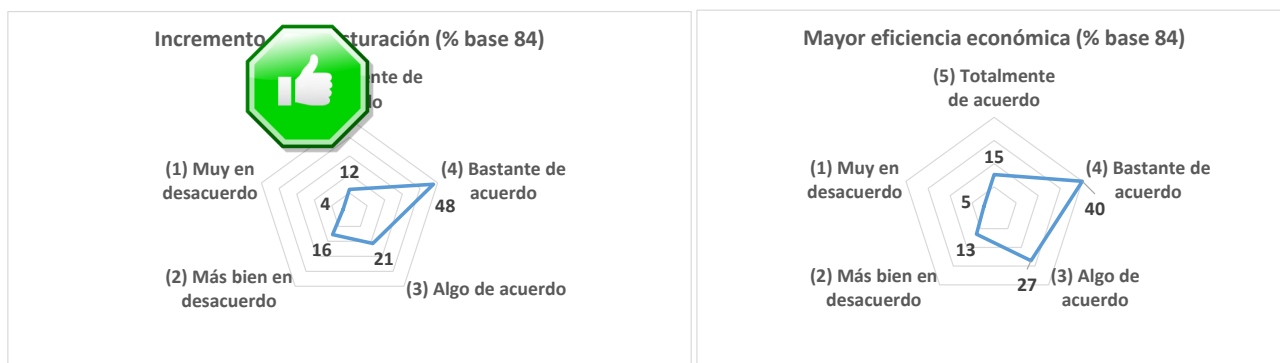 Incremento sturación (% base 84)
ente de
do
12
(1) Muy en
desacuerdo
(4) Bastante de
acuerdo
4
48
16
21
(2) Más bien en
desacuerdo
(3) Algo de acuerdo
Mayor eficiencia económica (% base 84)
(5) Totalmente
de acuerdo
15
(1) Muy en
desacuerdo
(4) Bastante de
acuerdo
5
40
13
27
(2) Más bien en
desacuerdo
(3) Algo de
acuerdo